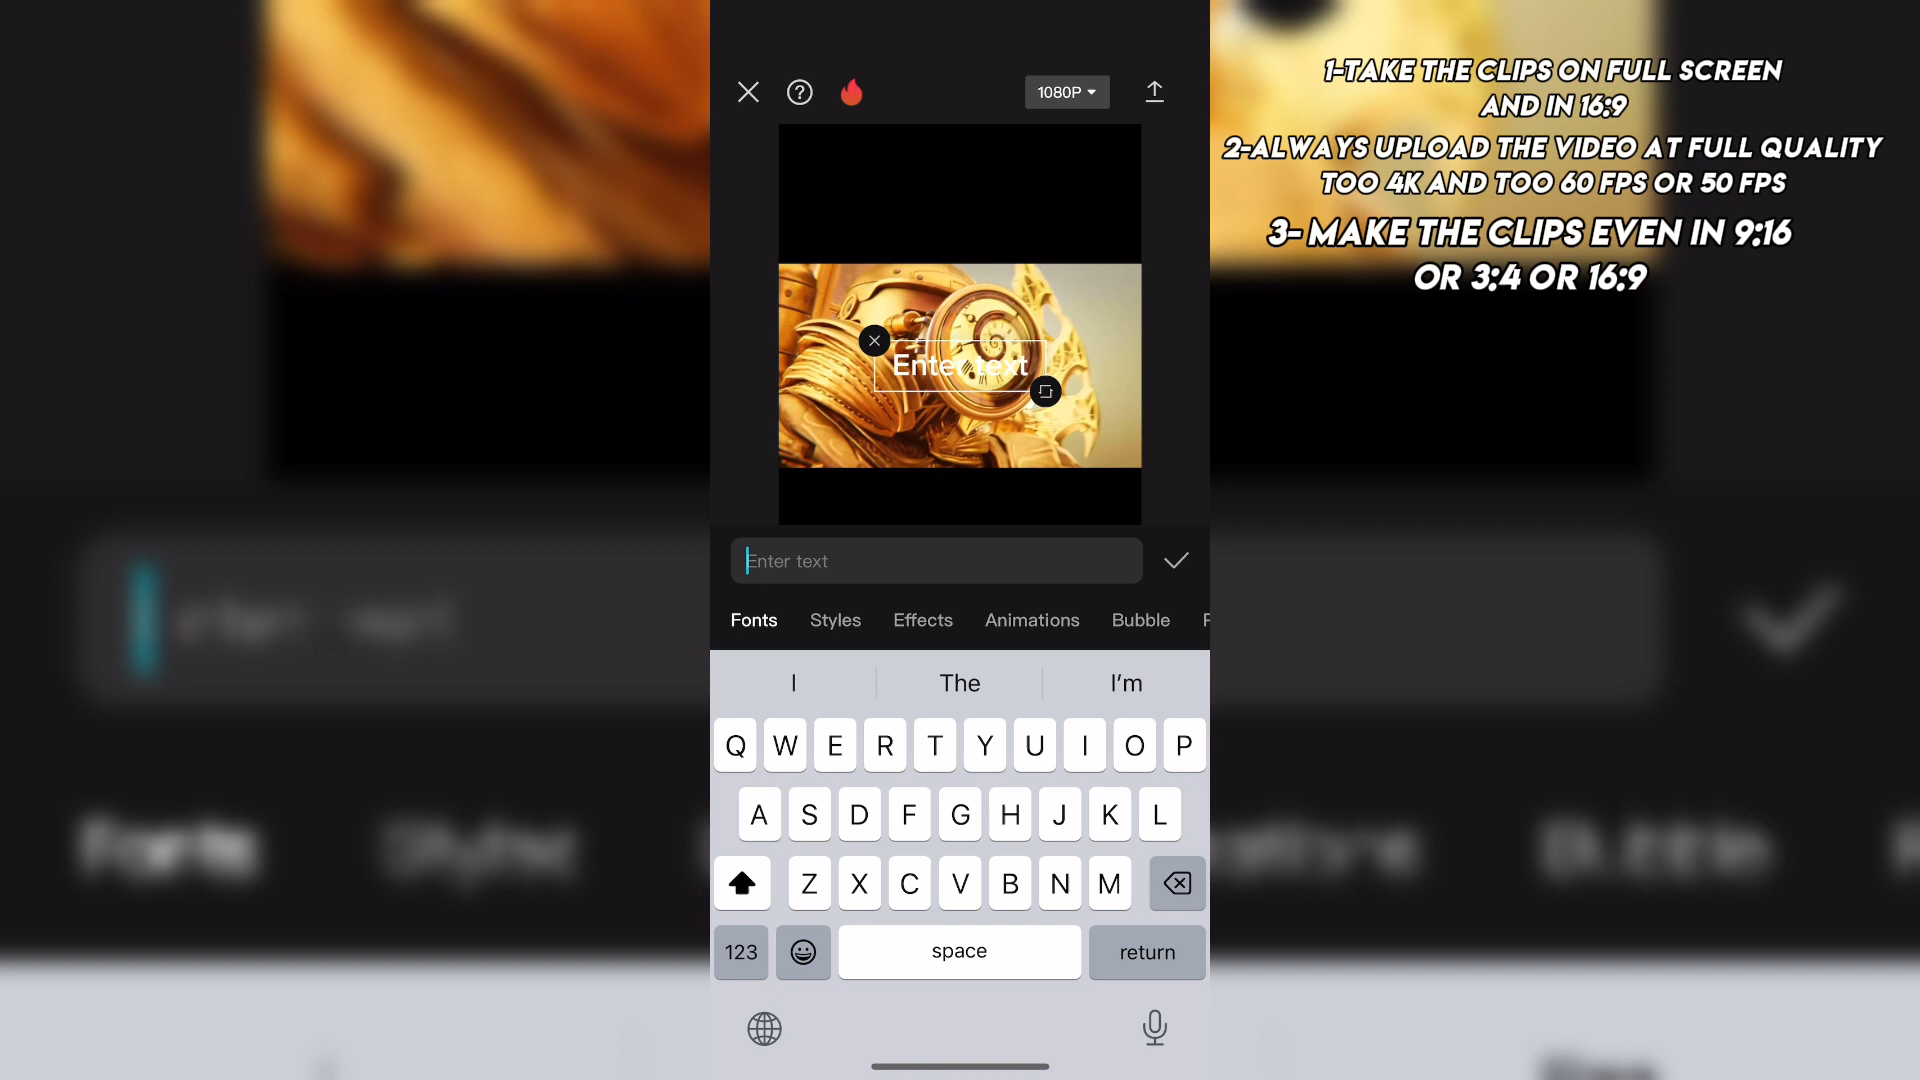 1-TAKE THE CLIPS ON FULL SCREEN
AND IN 16:9
2-ALWAYS UPLOAD THE VIDEO AT FULL QUALITY
TOO 4K AND TOO 60 FPS OR 50 FPS
3- MAKE THE CLIPS EVEN IN 9:16
OR 3:4 OR 16:9
1080P
Enter text
Enter text
Fonts Styles Effects Animations Bubble
I The I'm
Q W E R T Y U I O P
A S D F G H J K L
Z X C V B N M
123 space return
Fonts